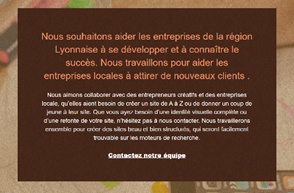 Nous souhaitons aider les entreprises de la région
Lyonnaise à se développer et à connaître le
succès. Nous travaillons pour aider les
entreprises locales à attirer de nouveaux clients .
Nous aimons collaborer avec des entrepreneurs créatifs et des entreprises
locale, qu'elles aient besoin de créer un site de A à Z ou de donner un coup de
jeune à leur site. Que vous ayez besoin d'une identité visuelle complète ou
d'une refonte de votre site, n'hésitez pas à nous contacter. Nous travaillerons
ensemble pour créer des sites beau et bien structurés, qui seront facilement
trouvable sur les moteurs de recherche.
Contactez notre équipe